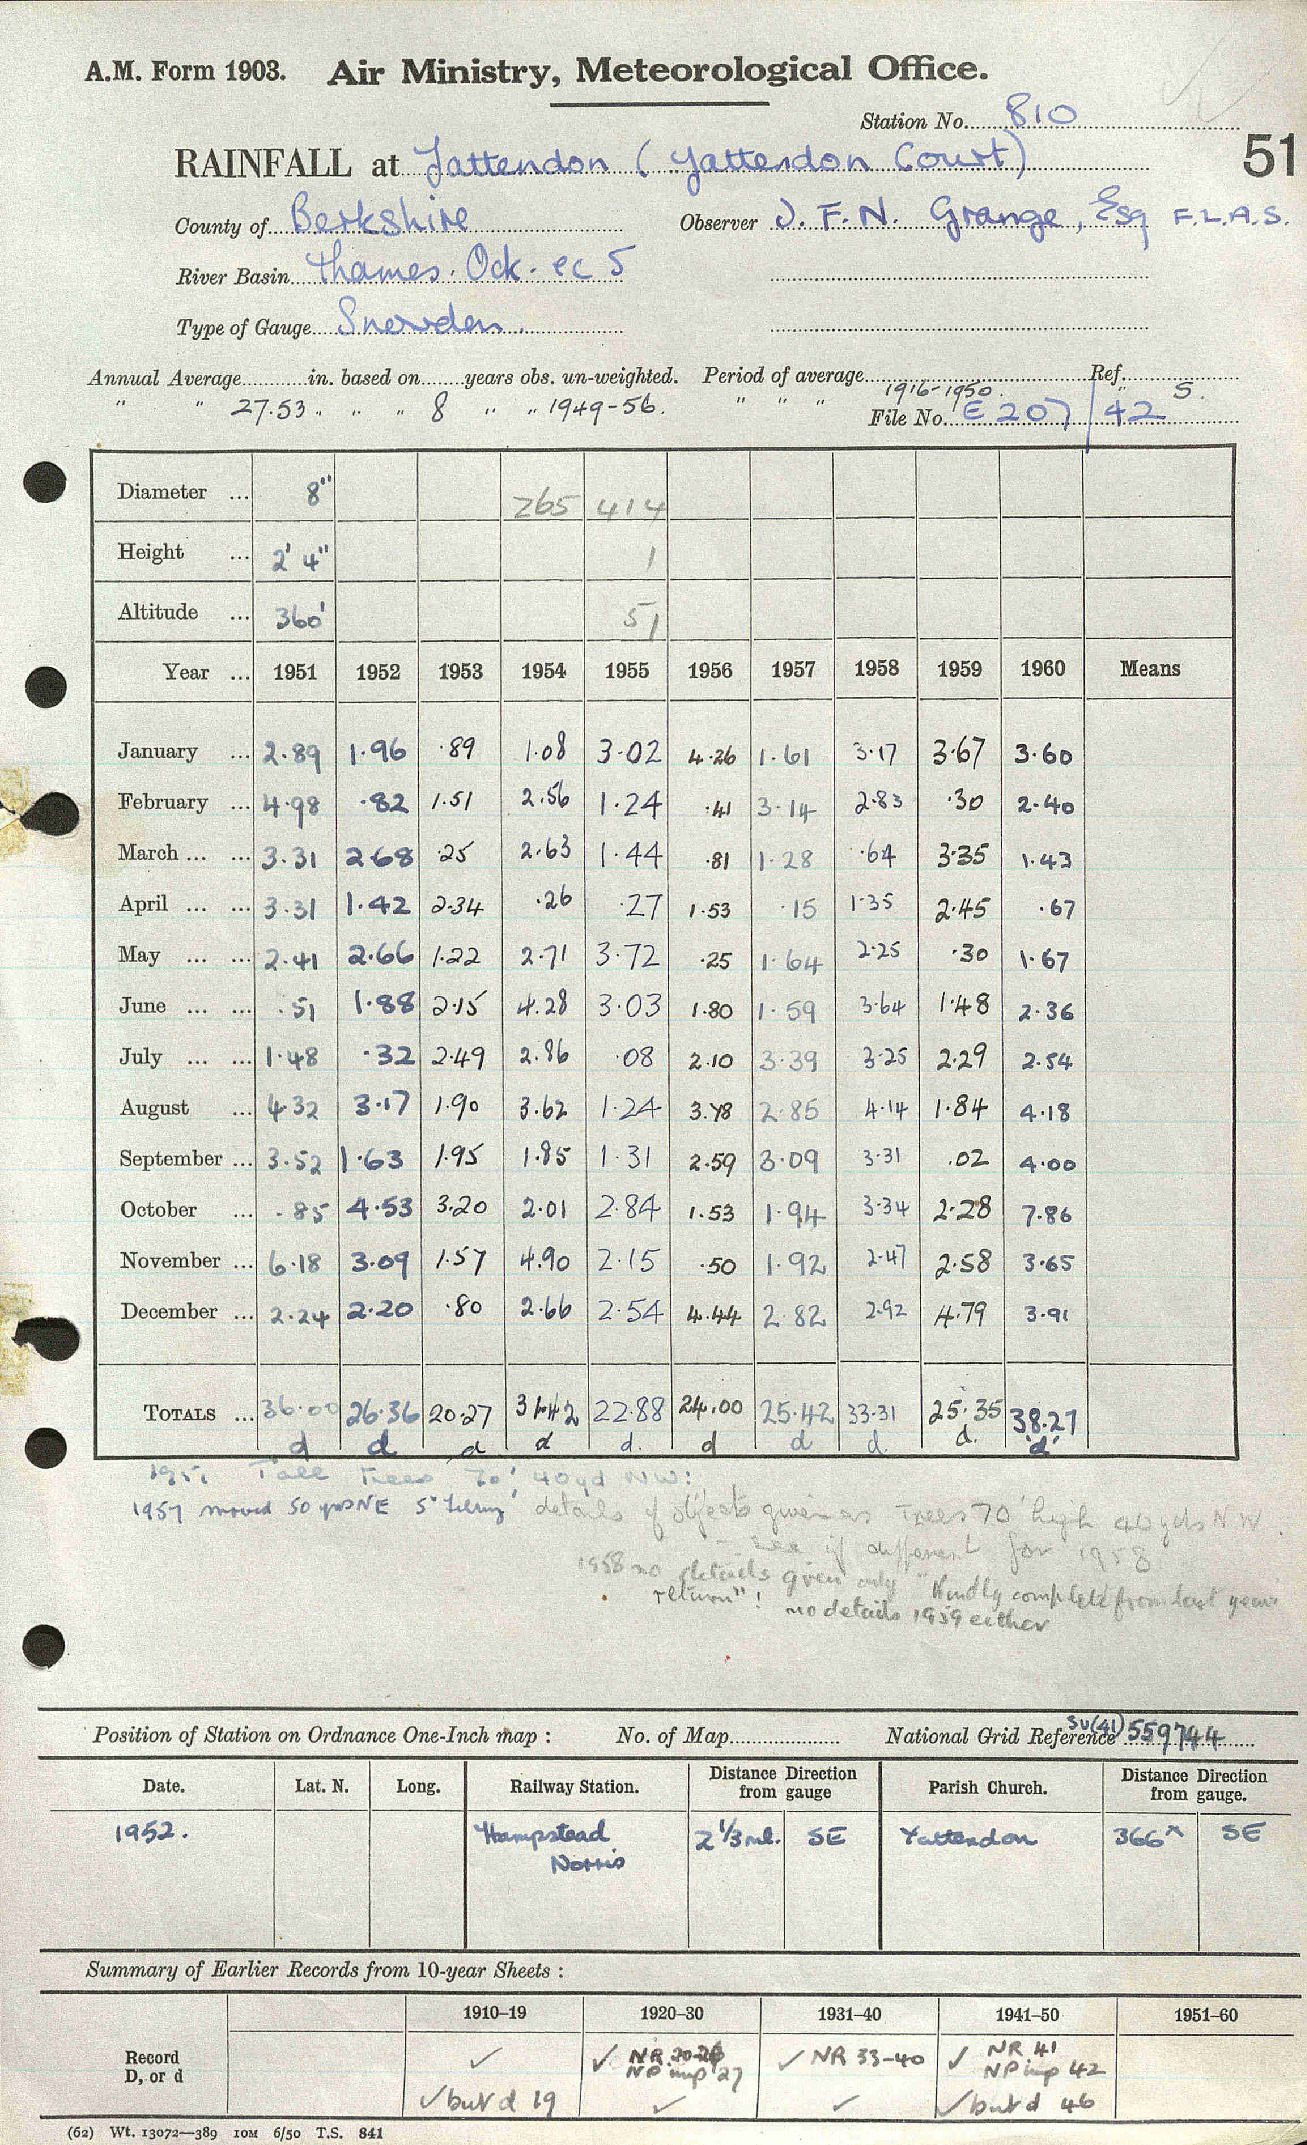 A.M. Form 1903. Air Ministry, Meteorological Office.
Station No. 810
RAINFALL at Yattendon (Yattendon Court)
51
County of Berkshire Observer J. F. N. Grange, Esq F.L.A.S.
River Basin Thames. Ock. ec 5
Type of Gauge Snowdon.
Annual Average in. based on years obs. un-weighted. Period of average 1916-1950. Ref. S.
" " 27.53 " " " 8 " " 1949-56. " " " File No. E 207/42
Diameter ... 8" 265 414
Height ... 2' 4" 1
Altitude ... 360' 51
Year ... 1951 1952 1953 1954 1955 1956 1957 1958 1959 1960 Means
January ... 2.89 1.96 .89 1.08 3.02 4.26 1.61 3.17 3.67 3.60
February ... 4.98 .82 1.51 2.56 1.24 .41 3.14 2.83 .30 2.40
March ... ... 3.31 2.68 .25 2.63 1.44 .81 1.28 .64 3.35 1.43
April ... ... 3.31 1.42 2.34 .26 .27 1.53 .15 1.35 2.45 .67
May ... ... 2.41 2.66 1.22 2.71 3.72 .25 1.64 2.25 .30 1.67
June ... ... .51 1.88 2.15 4.28 3.03 1.80 1.59 3.64 1.48 2.36
July ... ... 1.48 .32 2.49 2.86 .08 2.10 3.39 3.25 2.29 2.54
August ... 4.32 3.17 1.90 3.62 1.24 3.78 2.85 4.14 1.84 4.18
September ... 3.52 1.63 1.95 1.85 1.31 2.59 3.09 3.31 .02 4.00
October ... .85 4.53 3.20 2.01 2.84 1.53 1.94 3.34 2.28 7.86
November ... 6.18 3.09 1.57 4.90 2.15 .50 1.92 2.47 2.58 3.65
December ... 2.24 2.20 .80 2.66 2.54 4.44 2.82 2.92 4.79 3.91
TOTALS ... 36.00 26.36 20.27 31.42 22.88 24.00 25.42 33.31 25.35 38.27
d d d d d. d d d. d. d.
1951 Tall trees 70' 40yd NW:
1957 moved 50 yds NE 5" details of objects given as Trees 70' high 40 yds N W.
- see if different for 1958
1958 no details given only "Kindly complete from last years
return"! no details 1959 either
Position of Station on Ordnance One-Inch map : No. of Map National Grid Reference SU(41) 559744
Date. Lat. N. Long. Railway Station. Distance Direction from gauge Parish Church. Distance Direction from gauge.
1952. Hampstead Norris 2 1/3 ml. SE Yattendon 366x SE
Summary of Earlier Records from 10-year Sheets :
1910–19 1920–30 1931–40 1941–50 1951–60
Record ✓ ✓ NR 20-26 ✓ NR 33-40 ✓ NR 41
D, or d NP imp 27 NP imp 42
✓ but d 19 ✓ ✓ ✓ but d 46
(62) Wt. 13072—389 10M 6/50 T.S. 841